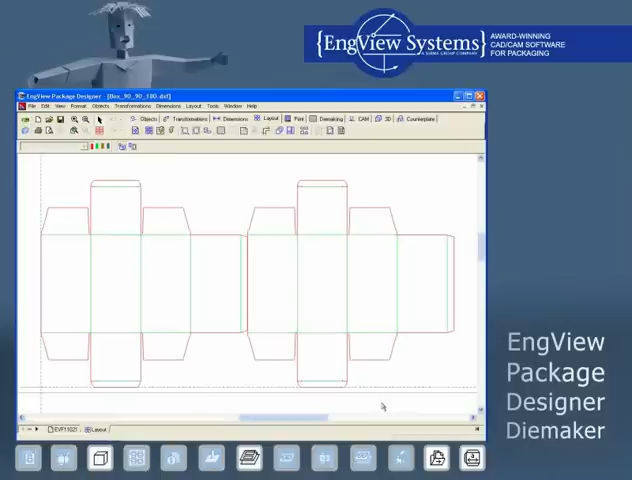 {EngView Systems}
A SIRMA GROUP COMPANY
AWARD-WINNING
CAD/CAM SOFTWARE
FOR PACKAGING
EngView Package Designer - [Box_90_90_180.dxf]
File Edit View Format Objects Transformations Dimensions Layout Tools Window Help
Objects Transformations Dimensions Layout Print Diemaking CAM 3D Counterplate
EngView
Package
Designer
Diemaker
Layout